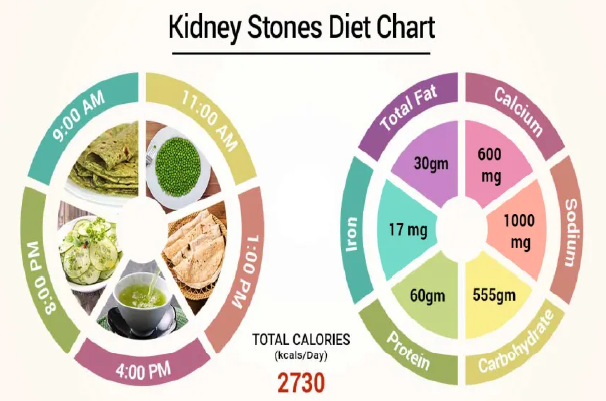 Kidney Stones Diet Chart
9:00 AM
11:00 AM
1:00 PM
4:00 PM
8:00 PM
Total Fat
30gm
Calcium
600
mg
Sodium
1000
mg
Carbohydrate
555gm
Protein
60gm
Iron
17 mg
TOTAL CALORIES
(kcals/Day)
2730